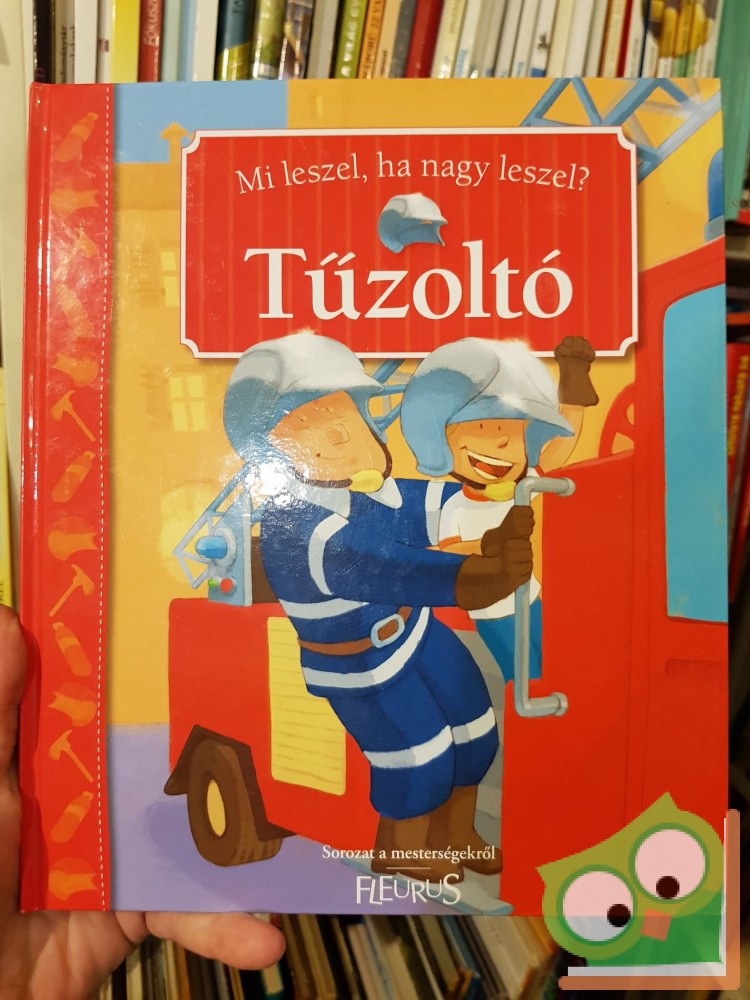 Mi leszel, ha nagy leszel?
Tűzoltó
Sorozat a mesterségekről
FLEURUS